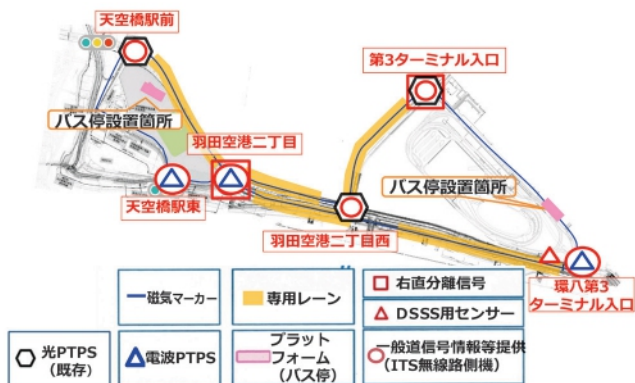 天空橋駅前
第3ターミナル入口
バス停設置箇所
羽田空港二丁目
バス停設置箇所
天空橋駅東
羽田空港二丁目西
環八第3
ターミナル入口
磁気マーカー
専用レーン
右直分離信号
DSSS用センサー
光PTPS
(既存)
電波PTPS
プラット
フォーム
(バス停)
一般道信号情報等提供
(ITS無線路側機)